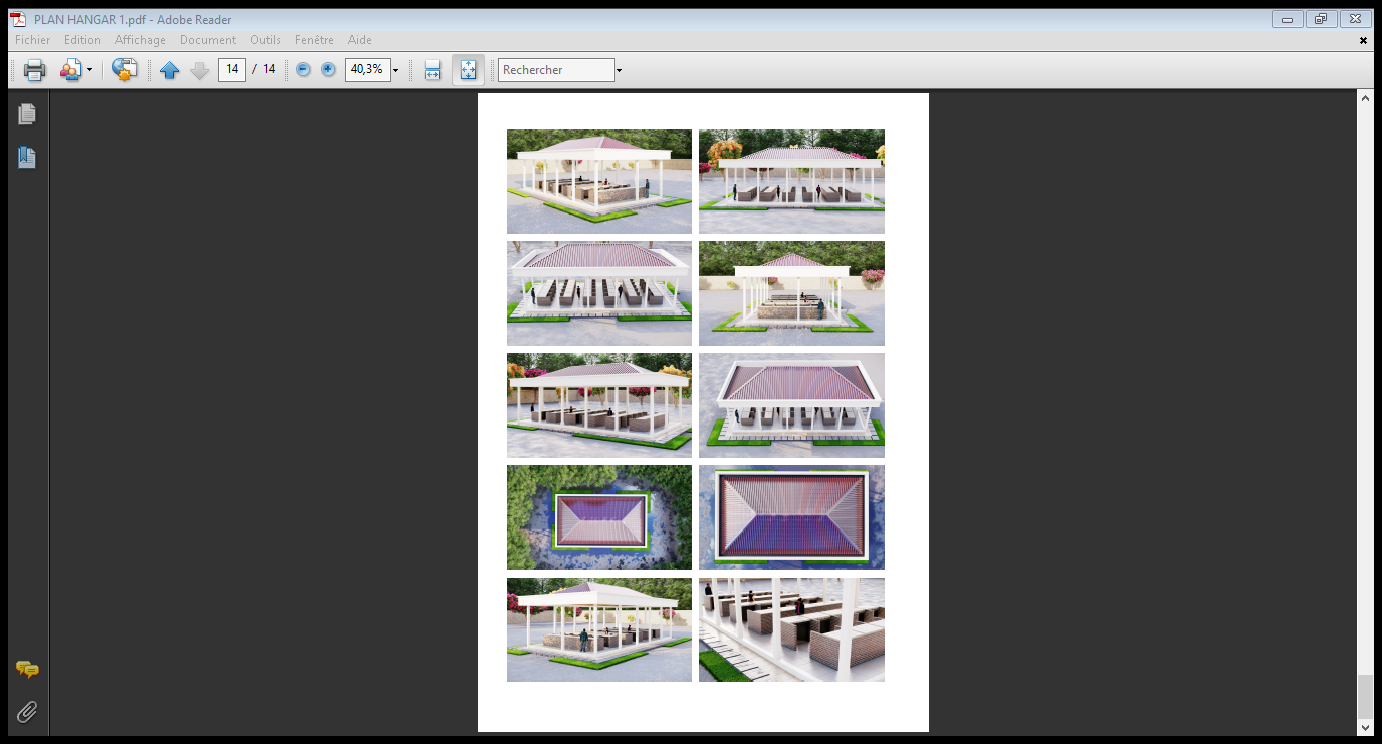 PLAN HANGAR 1.pdf - Adobe Reader
Fichier Edition Affichage Document Outils Fenêtre Aide
14 / 14 40,3% Rechercher